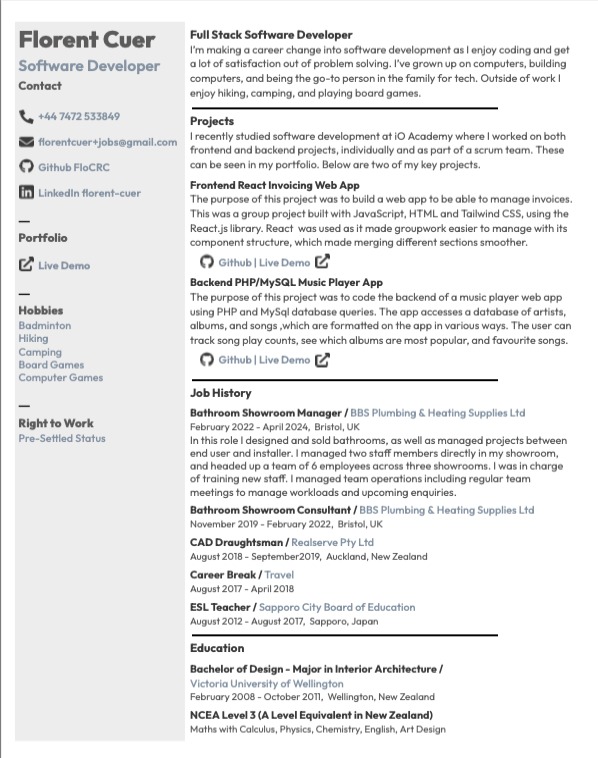 Florent Cuer
Software Developer
Contact
+44 7472 533849
florentcuer+jobs@gmail.com
Github FloCRC
LinkedIn florent-cuer
Portfolio
Live Demo
Hobbies
Badminton
Hiking
Camping
Board Games
Computer Games
Right to Work
Pre-Settled Status
Full Stack Software Developer
I'm making a career change into software development as I enjoy coding and get
a lot of satisfaction out of problem solving. I've grown up on computers, building
computers, and being the go-to person in the family for tech. Outside of work I
enjoy hiking, camping, and playing board games.
Projects
I recently studied software development at iO Academy where I worked on both
frontend and backend projects, individually and as part of a scrum team. These
can be seen in my portfolio. Below are two of my key projects.
Frontend React Invoicing Web App
The purpose of this project was to build a web app to be able to manage invoices.
This was a group project built with JavaScript, HTML and Tailwind CSS, using the
React.js library. React was used as it made groupwork easier to manage with its
component structure, which made merging different sections smoother.
Github | Live Demo
Backend PHP/MySQL Music Player App
The purpose of this project was to code the backend of a music player web app
using PHP and MySql database queries. The app accesses a database of artists,
albums, and songs ,which are formatted on the app in various ways. The user can
track song play counts, see which albums are most popular, and favourite songs.
Github | Live Demo
Job History
Bathroom Showroom Manager / BBS Plumbing & Heating Supplies Ltd
February 2022 - April 2024, Bristol, UK
In this role I designed and sold bathrooms, as well as managed projects between
end user and installer. I managed two staff members directly in my showroom,
and headed up a team of 6 employees across three showrooms. I was in charge
of training new staff. I managed team operations including regular team
meetings to manage workloads and upcoming enquiries.
Bathroom Showroom Consultant / BBS Plumbing & Heating Supplies Ltd
November 2019 - February 2022, Bristol, UK
CAD Draughtsman / Realserve Pty Ltd
August 2018 - September2019, Auckland, New Zealand
Career Break / Travel
August 2017 - April 2018
ESL Teacher / Sapporo City Board of Education
August 2012 - August 2017, Sapporo, Japan
Education
Bachelor of Design - Major in Interior Architecture /
Victoria University of Wellington
February 2008 - October 2011, Wellington, New Zealand
NCEA Level 3 (A Level Equivalent in New Zealand)
Maths with Calculus, Physics, Chemistry, English, Art Design